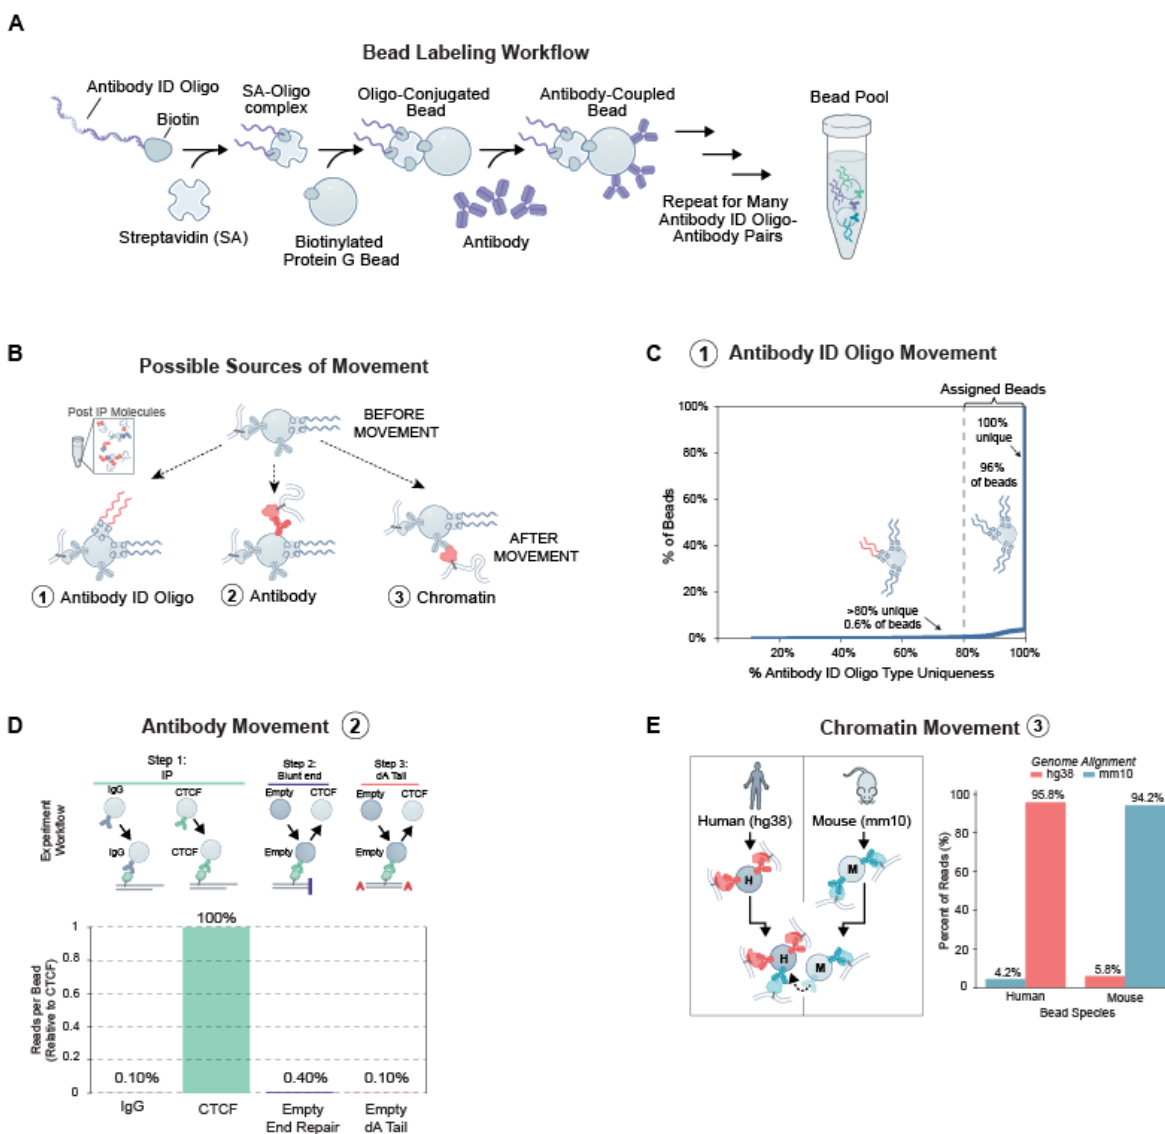 A
Bead Labeling Workflow
Antibody ID Oligo
Biotin
SA-Oligo
complex
Oligo-Conjugated
Bead
Antibody-Coupled
Bead
Bead Pool
Streptavidin (SA)
Biotinylated
Protein G Bead
Antibody
Repeat for Many
Antibody ID Oligo-
Antibody Pairs
B
Possible Sources of Movement
Post IP Molecules
BEFORE
MOVEMENT
AFTER
MOVEMENT
1 Antibody ID Oligo
2 Antibody
3 Chromatin
C
1 Antibody ID Oligo Movement
Assigned Beads
100%
80%
60%
40%
20%
0%
% of Beads
100%
unique
96%
of beads
>80% unique
0.6% of beads
20% 40% 60% 80% 100%
% Antibody ID Oligo Type Uniqueness
D
Antibody Movement 2
Experiment
Workflow
Step 1:
IP
Step 2:
Blunt end
Step 3:
dA Tail
IgG
CTCF
Empty
CTCF
Empty
CTCF
IgG
CTCF
Empty
Empty
A A
Reads per Bead
(Relative to CTCF)
1
0.8
0.6
0.4
0.2
0
0.10%
100%
0.40%
0.10%
IgG
CTCF
Empty
End Repair
Empty
dA Tail
E
Chromatin Movement 3
Human (hg38)
Mouse (mm10)
H
M
H
M
Genome Alignment
hg38 mm10
Percent of Reads (%)
100
80
60
40
20
0
4.2%
95.8%
5.8%
94.2%
Human
Mouse
Bead Species